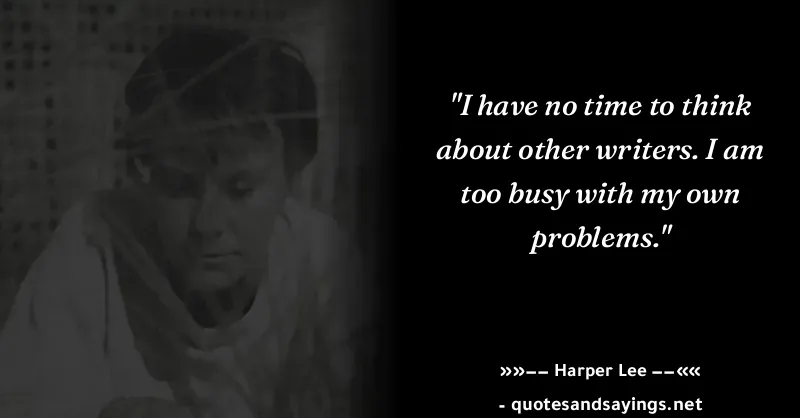 "I have no time to think
about other writers. I am
too busy with my own
problems."
»»−− Harper Lee −−««
- quotesandsayings.net